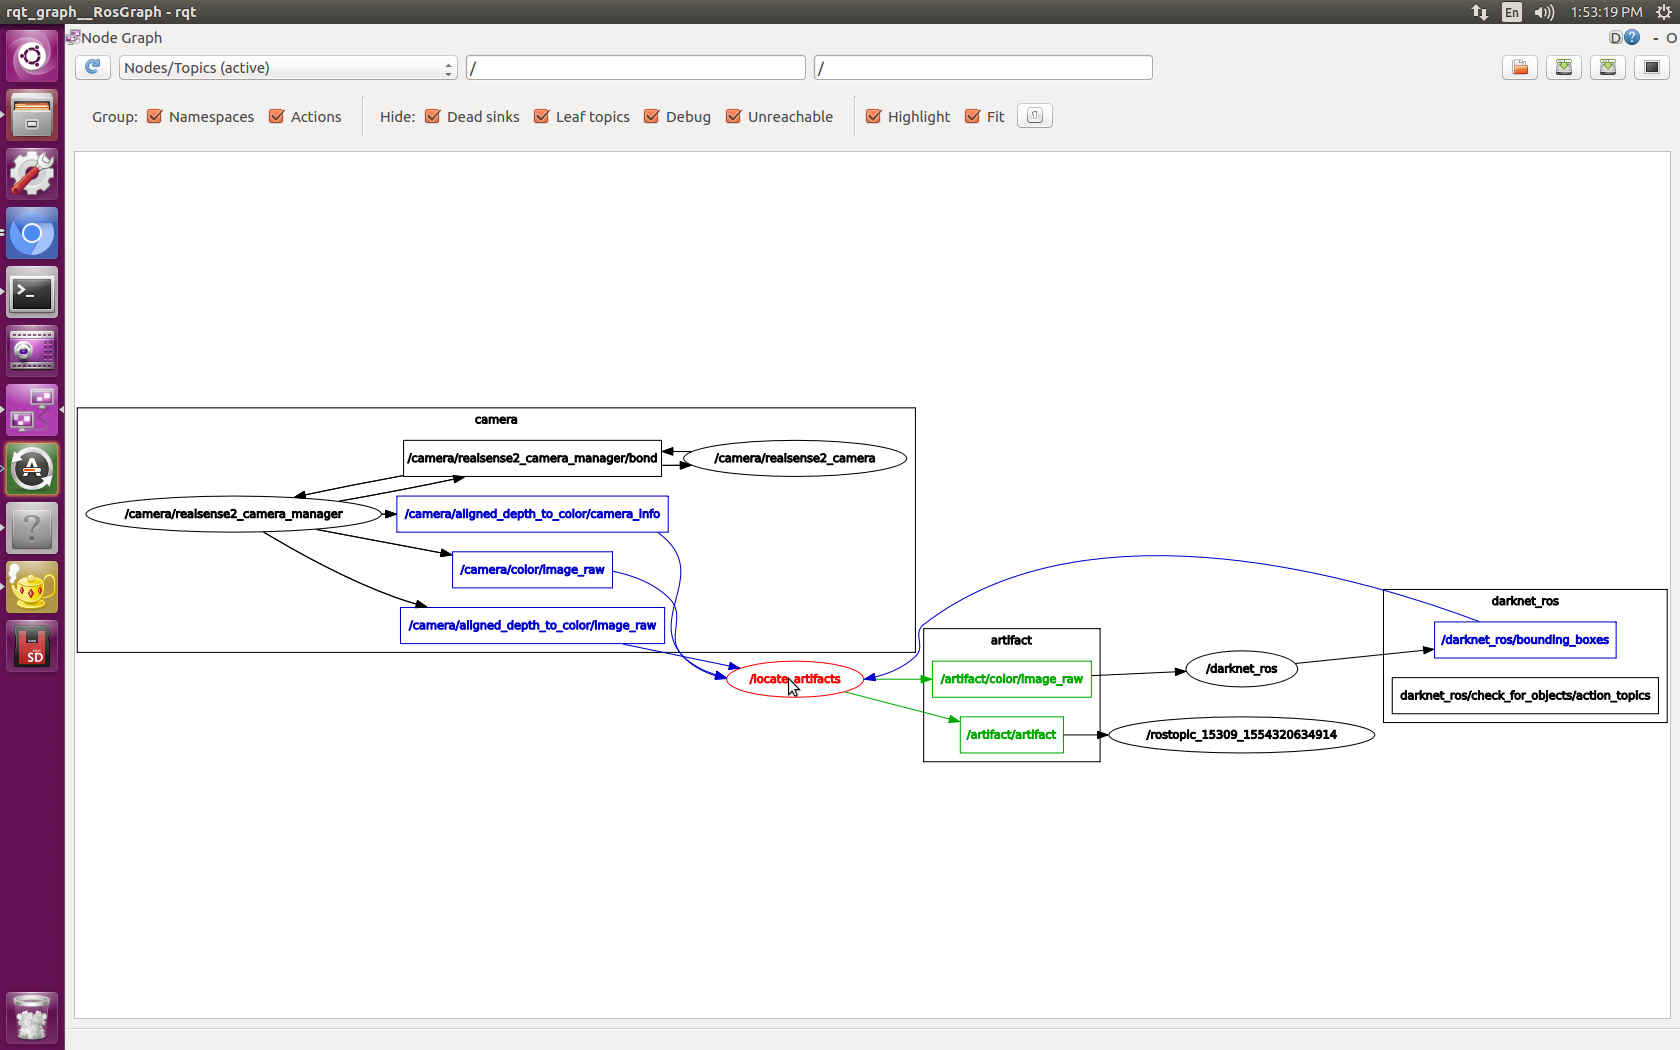 rqt_graph__RosGraph - rqt
En
1:53:19 PM
Node Graph
D
?
- O
Nodes/Topics (active)
/
/
Group:
Namespaces
Actions
Hide:
Dead sinks
Leaf topics
Debug
Unreachable
Highlight
Fit
camera
/camera/realsense2_camera_manager/bond
/camera/realsense2_camera
/camera/realsense2_camera_manager
/camera/aligned_depth_to_color/camera_info
/camera/color/image_raw
/camera/aligned_depth_to_color/image_raw
/locate_artifacts
artifact
/artifact/color/image_raw
/artifact/artifact
/darknet_ros
/rostopic_15309_1554320634914
darknet_ros
/darknet_ros/bounding_boxes
darknet_ros/check_for_objects/action_topics
>_
A
?
SD